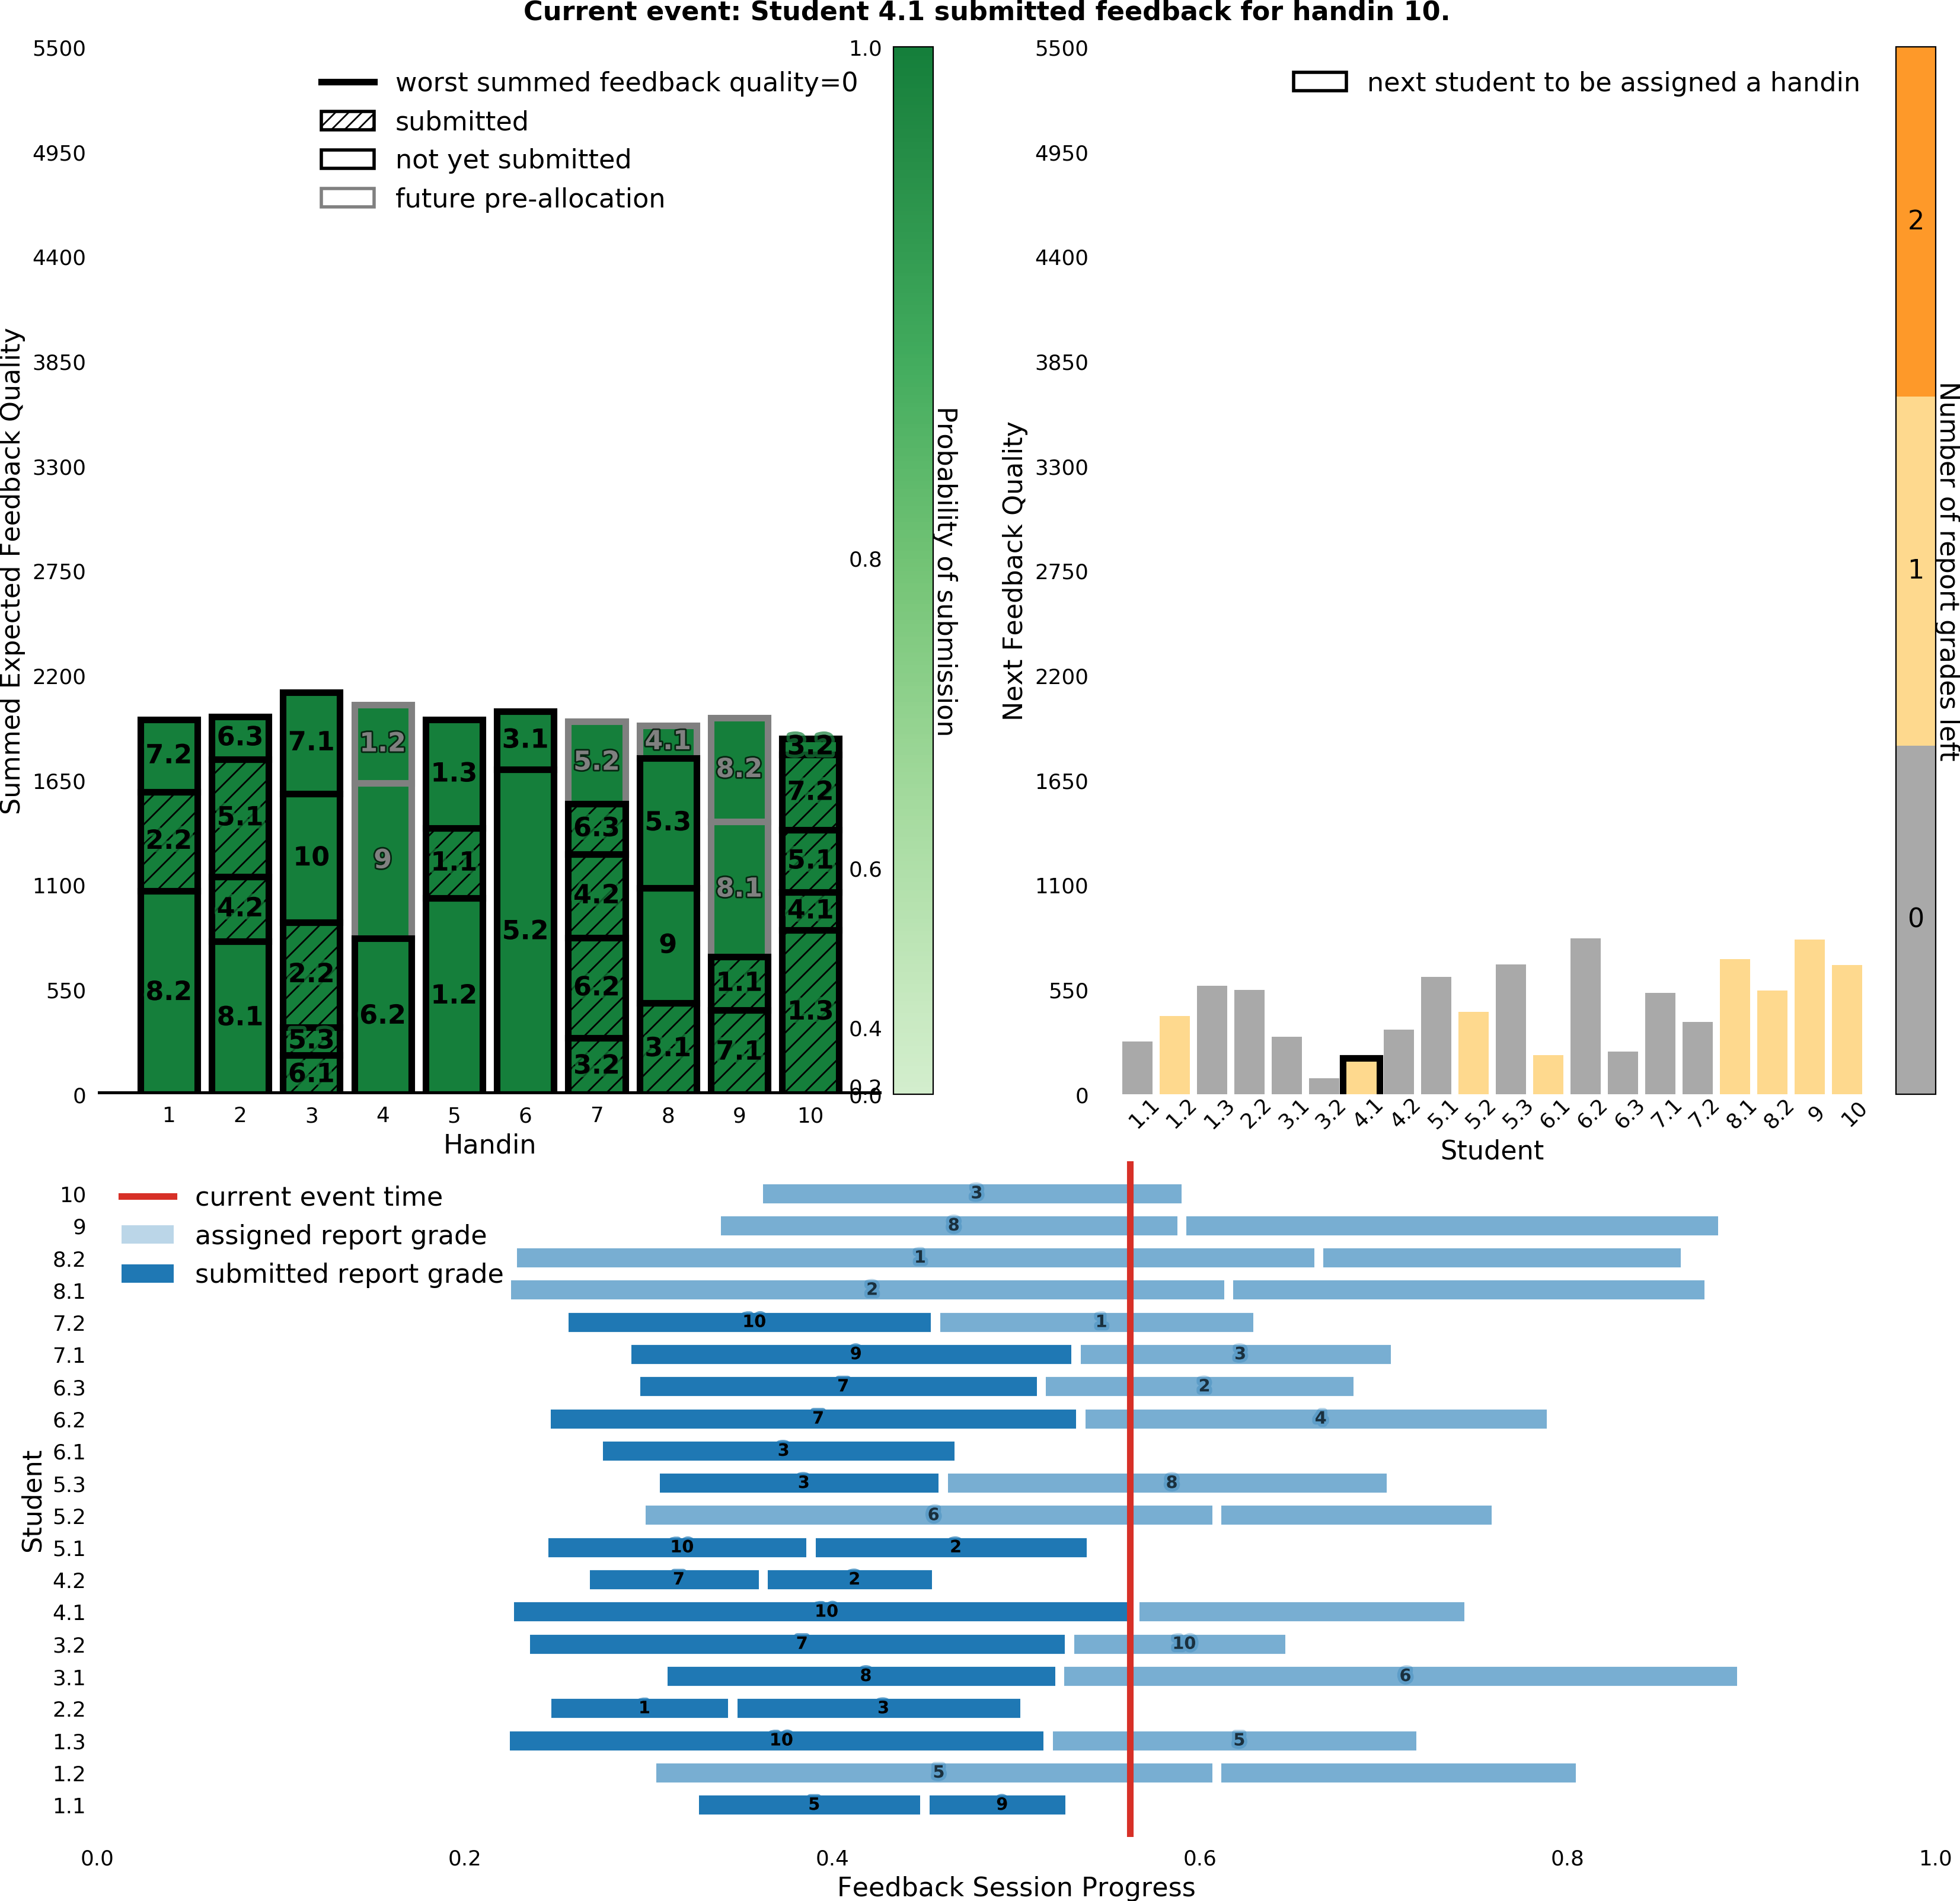 Current event: Student 4.1 submitted feedback for handin 10.
5500
4950
4400
3850
3300
2750
2200
1650
1100
550
0
Summed Expected Feedback Quality
worst summed feedback quality=0
submitted
not yet submitted
future pre-allocation
7.2
2.2
8.2
6.3
5.1
4.2
8.1
7.1
10
2.2
5.3
6.1
1.2
9
6.2
1.3
1.1
1.2
3.1
5.2
5.2
6.3
4.2
6.2
3.2
4.1
5.3
9
3.1
8.2
8.1
1.1
7.1
3.2
7.2
5.1
4.1
1.3
1 2 3 4 5 6 7 8 9 10
Handin
1.0
0.8
0.6
0.4
0.2
0.0
Probability of submission
5500
4950
4400
3850
3300
2750
2200
1650
1100
550
0
Next Feedback Quality
next student to be assigned a handin
1.1 1.2 1.3 2.2 3.1 3.2 4.1 4.2 5.1 5.2 5.3 6.1 6.2 6.3 7.1 7.2 8.1 8.2 9 10
Student
2
1
0
Number of report grades left
current event time
assigned report grade
submitted report grade
Student
10 3
9 8
8.2 1
8.1 2
7.2 10 1
7.1 9 3
6.3 7 2
6.2 7 4
6.1 3
5.3 3 8
5.2 6
5.1 10 2
4.2 7 2
4.1 10
3.2 7 10
3.1 8 6
2.2 1 3
1.3 10 5
1.2 5
1.1 5 9
0.0 0.2 0.4 0.6 0.8 1.0
Feedback Session Progress